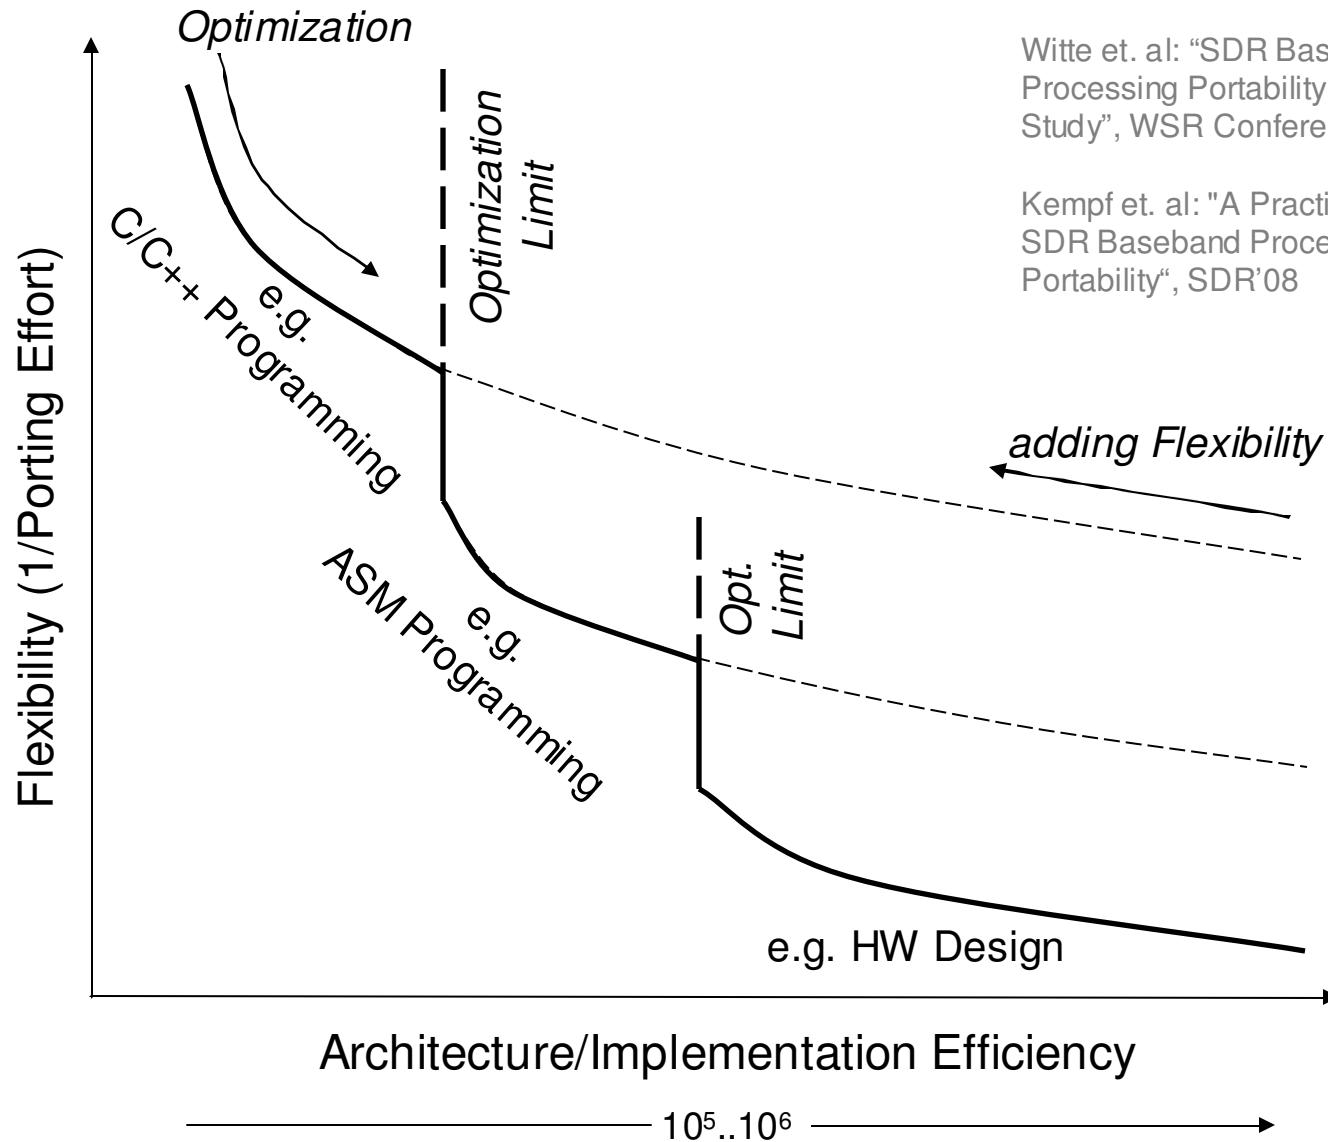 Optimization
Witte et. al: “SDR Bas
Processing Portability
Study”, WSR Confere
Kempf et. al: "A Practi
SDR Baseband Proce
Portability“, SDR’08
Optimization
Limit
C/C++ Programming
e.g.
adding Flexibility
Opt.
Limit
e.g.
ASM Programming
Flexibility (1/Porting Effort)
e.g. HW Design
Architecture/Implementation Efficiency
10⁵..10⁶